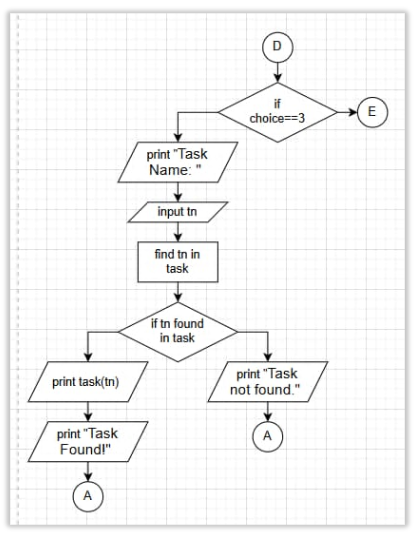 D
if
choice==3
E
print "Task
Name: "
input tn
find tn in
task
if tn found
in task
print task(tn)
print "Task
not found."
print "Task
Found!"
A
A